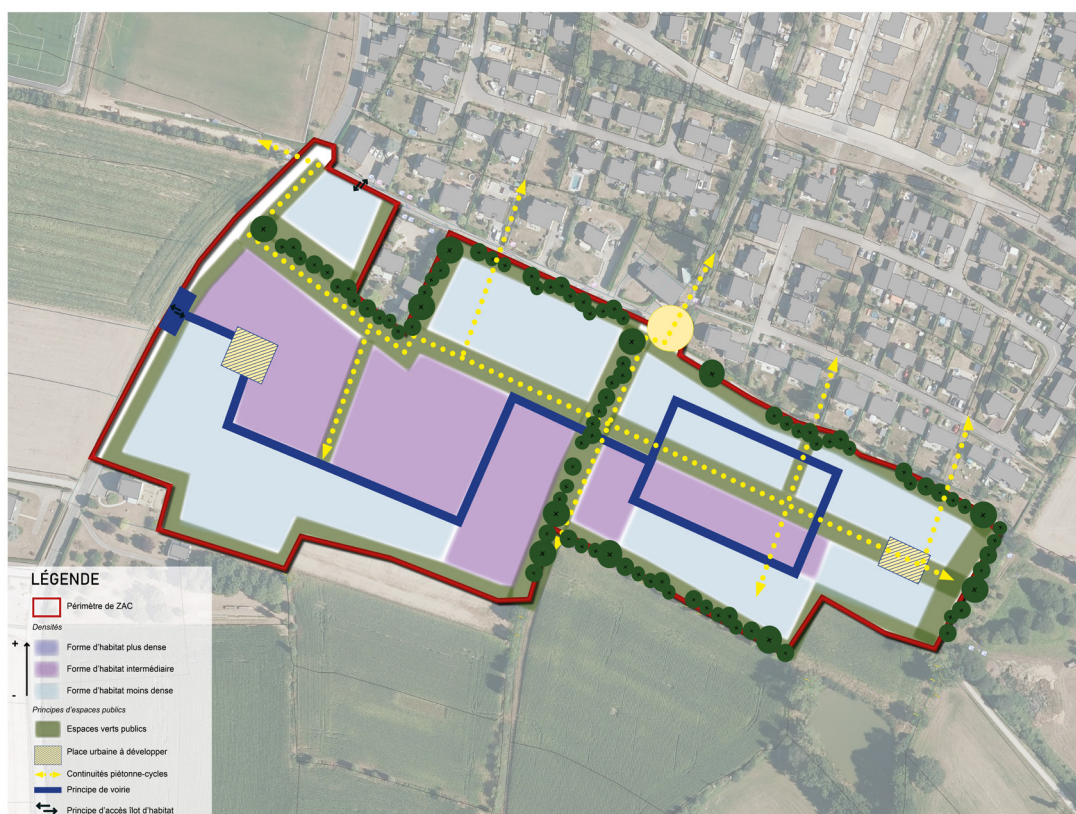 LÉGENDE
Périmètre de ZAC
Densités
+
Forme d'habitat plus dense
Forme d'habitat intermédiaire
-
Forme d'habitat moins dense
Principes d'espaces publics
Espaces verts publics
Place urbaine à développer
Continuités piétonne-cycles
Principe de voirie
Principe d'accès îlot d'habitat